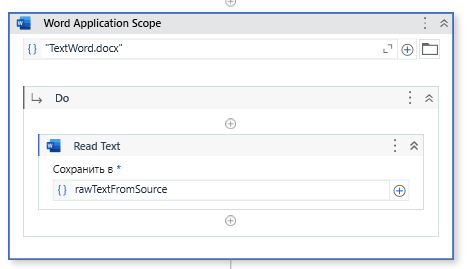 Word Application Scope
"TextWord.docx"
Do
Read Text
Сохранить в *
rawTextFromSource